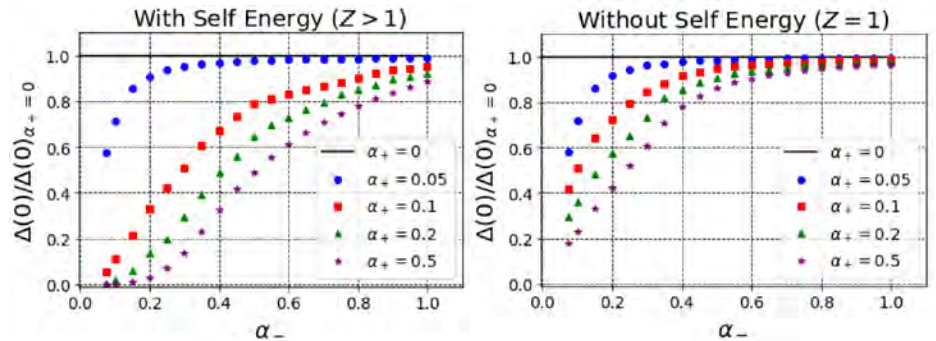 With Self Energy (Z > 1)
Δ(0)/Δ(0)α₊ = 0
1.0
0.8
0.6
0.4
0.2
0.0
α₊ = 0
α₊ = 0.05
α₊ = 0.1
α₊ = 0.2
α₊ = 0.5
0.0 0.2 0.4 0.6 0.8 1.0
α₋
Without Self Energy (Z = 1)
Δ(0)/Δ(0)α₊ = 0
1.0
0.8
0.6
0.4
0.2
0.0
α₊ = 0
α₊ = 0.05
α₊ = 0.1
α₊ = 0.2
α₊ = 0.5
0.0 0.2 0.4 0.6 0.8 1.0
α₋